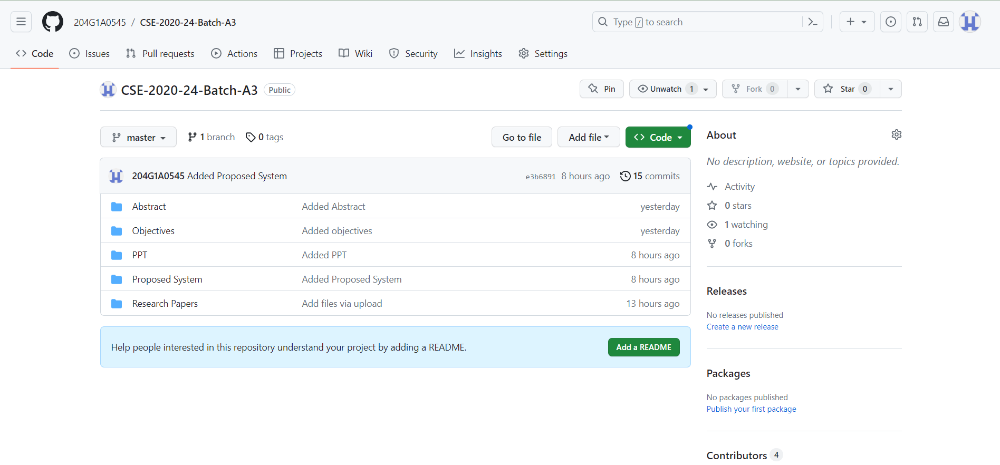 204G1A0545 / CSE-2020-24-Batch-A3
Type / to search
Code Issues Pull requests Actions Projects Wiki Security Insights Settings
CSE-2020-24-Batch-A3 Public
Pin Unwatch 1 Fork 0 Star 0
master 1 branch 0 tags Go to file Add file Code
204G1A0545 Added Proposed System e3b6891 8 hours ago 15 commits
Abstract Added Abstract yesterday
Objectives Added objectives yesterday
PPT Added PPT 8 hours ago
Proposed System Added Proposed System 8 hours ago
Research Papers Add files via upload 13 hours ago
Help people interested in this repository understand your project by adding a README. Add a README
About
No description, website, or topics provided.
Activity
0 stars
1 watching
0 forks
Releases
No releases published
Create a new release
Packages
No packages published
Publish your first package
Contributors 4